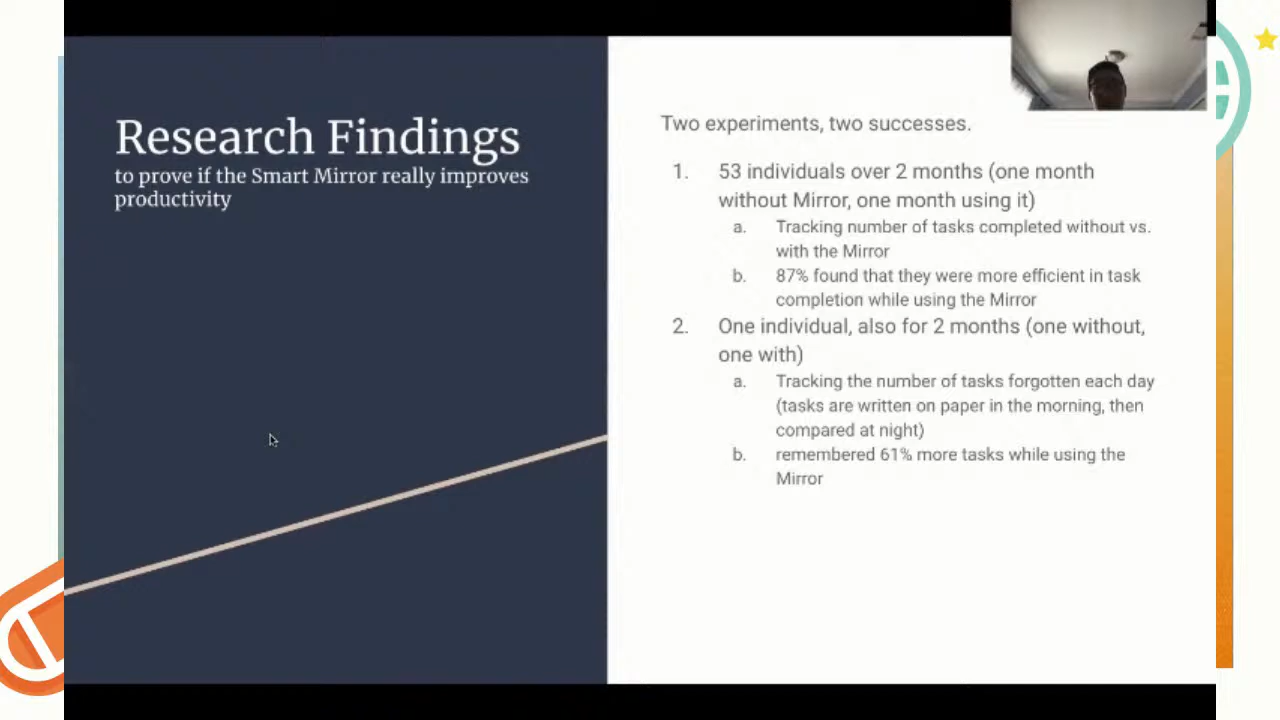 Research Findings
to prove if the Smart Mirror really improves
productivity
Two experiments, two successes.
1. 53 individuals over 2 months (one month
without Mirror, one month using it)
a. Tracking number of tasks completed without vs.
with the Mirror
b. 87% found that they were more efficient in task
completion while using the Mirror
2. One individual, also for 2 months (one without,
one with)
a. Tracking the number of tasks forgotten each day
(tasks are written on paper in the morning, then
compared at night)
b. remembered 61% more tasks while using the
Mirror